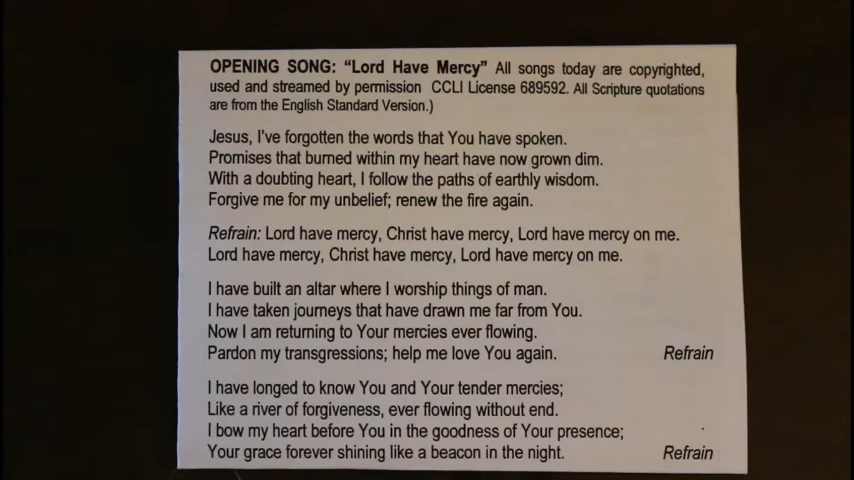 OPENING SONG: “Lord Have Mercy” All songs today are copyrighted,
used and streamed by permission CCLI License 689592. All Scripture quotations
are from the English Standard Version.)
Jesus, I’ve forgotten the words that You have spoken.
Promises that burned within my heart have now grown dim.
With a doubting heart, I follow the paths of earthly wisdom.
Forgive me for my unbelief; renew the fire again.
Refrain: Lord have mercy, Christ have mercy, Lord have mercy on me.
Lord have mercy, Christ have mercy, Lord have mercy on me.
I have built an altar where I worship things of man.
I have taken journeys that have drawn me far from You.
Now I am returning to Your mercies ever flowing.
Pardon my transgressions; help me love You again. Refrain
I have longed to know You and Your tender mercies;
Like a river of forgiveness, ever flowing without end.
I bow my heart before You in the goodness of Your presence;
Your grace forever shining like a beacon in the night. Refrain